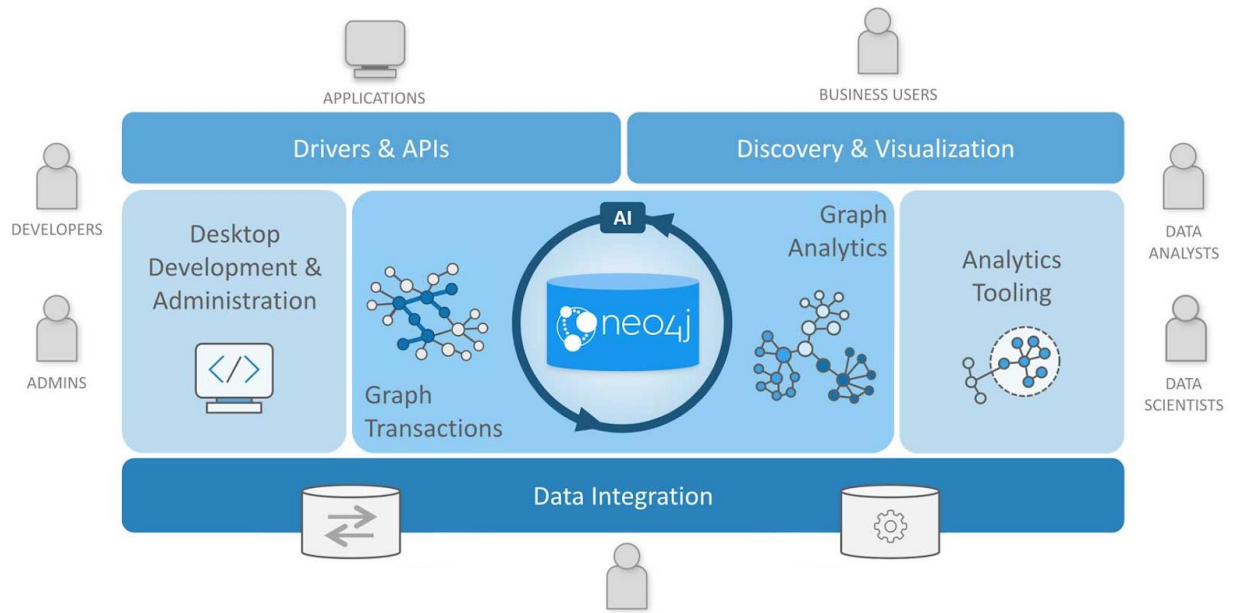 APPLICATIONS
BUSINESS USERS
Drivers & APIs
Discovery & Visualization
DEVELOPERS
ADMINS
Desktop
Development &
Administration
</>
Graph
Transactions
AI
neo4j
Graph
Analytics
Analytics
Tooling
DATA
ANALYSTS
DATA
SCIENTISTS
Data Integration